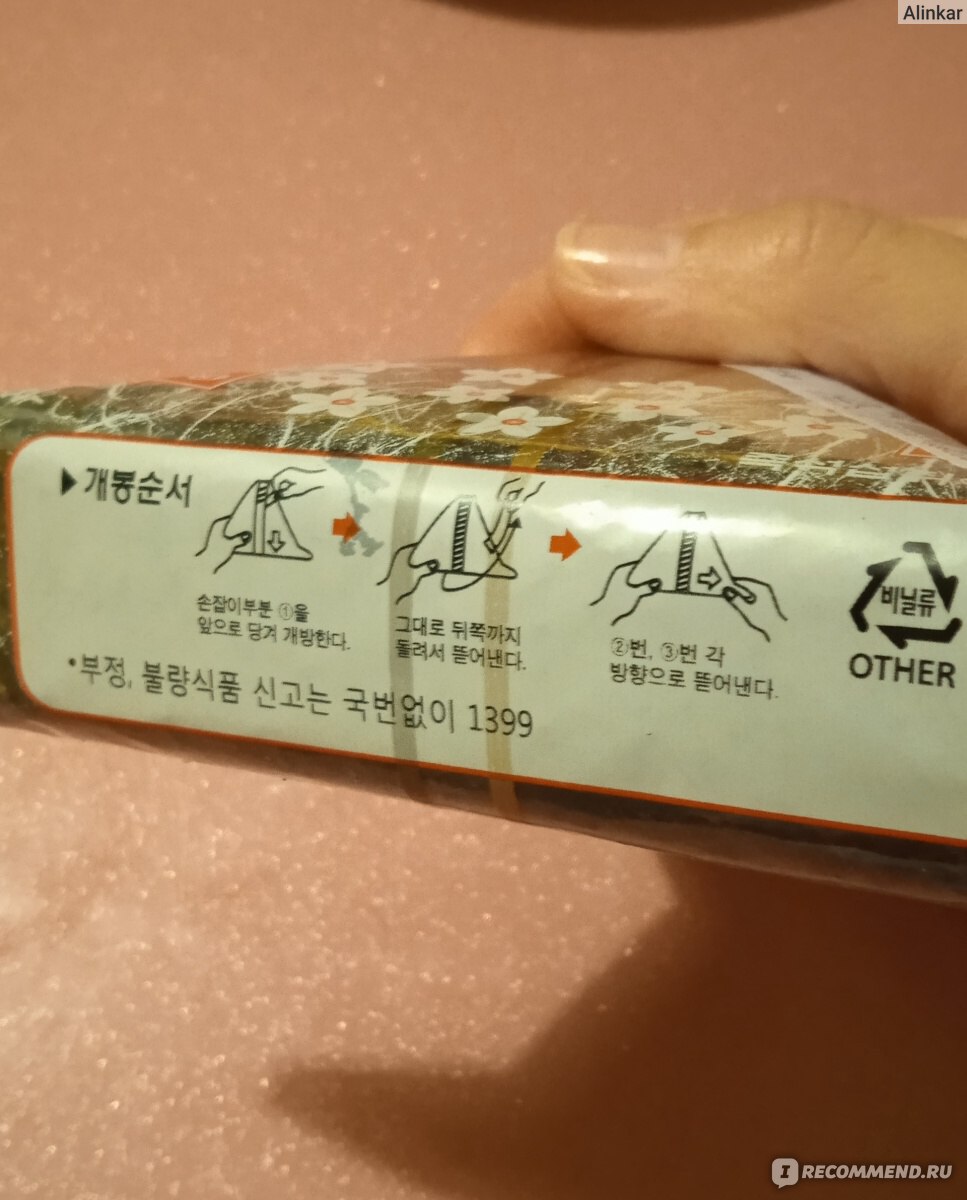 Alinkar
▶개봉순서
손잡이부분 ①을
앞으로 당겨 개방한다.
그대로 뒤쪽까지
돌려서 뜯어낸다.
②번, ③번 각
방향으로 뜯어낸다.
비닐류
OTHER
•부정, 불량식품 신고는 국번없이 1399
IRECOMMEND.RU